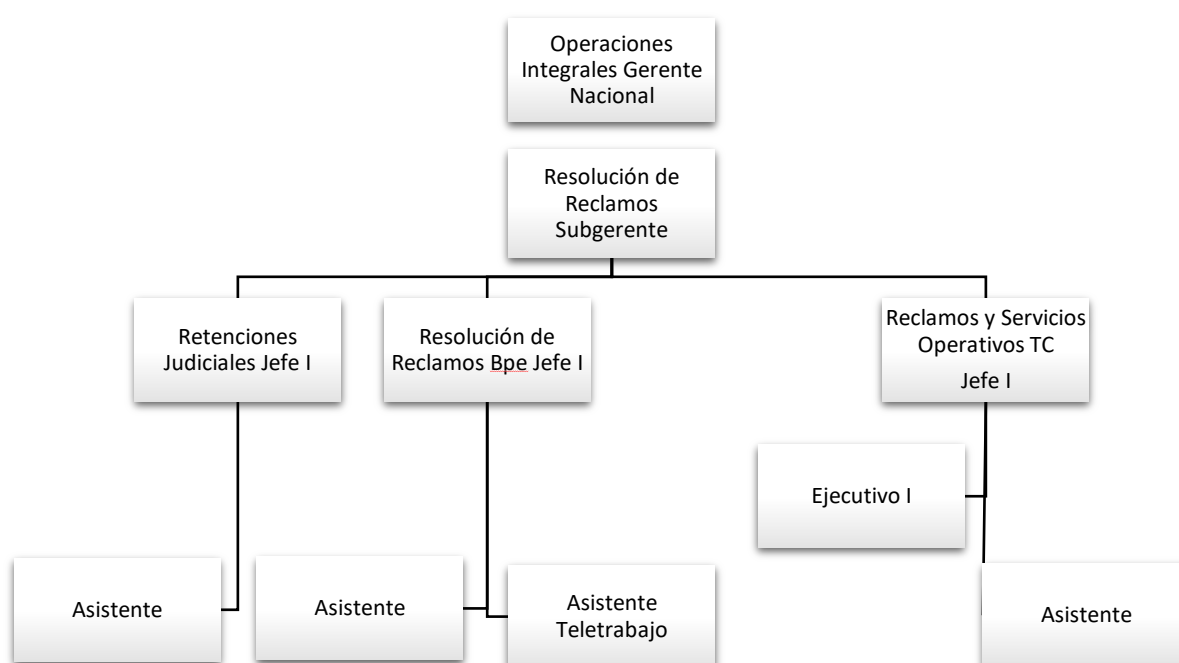 Operaciones
Integrales Gerente
Nacional
Resolución de
Reclamos
Subgerente
Retenciones
Judiciales Jefe I
Resolución de
Reclamos Bpe Jefe I
Reclamos y Servicios
Operativos TC
Jefe I
Ejecutivo I
Asistente
Asistente
Asistente
Teletrabajo
Asistente